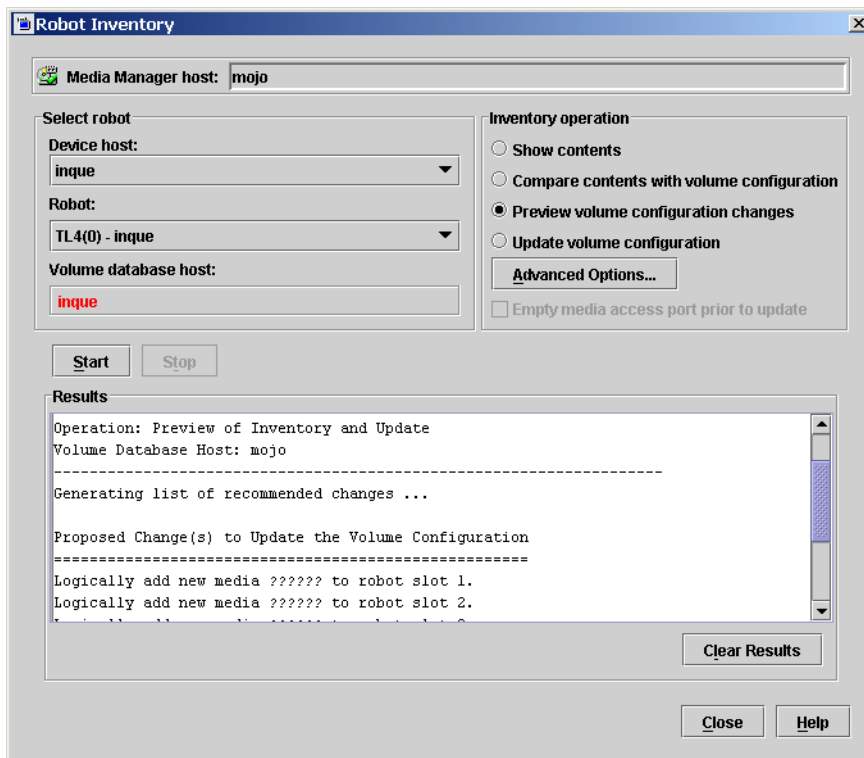 Robot Inventory
Media Manager host: mojo
Select robot
Device host:
inque
Robot:
TL4(0) - inque
Volume database host:
inque
Inventory operation
Show contents
Compare contents with volume configuration
Preview volume configuration changes
Update volume configuration
Advanced Options...
Empty media access port prior to update
Start
Stop
Results
Operation: Preview of Inventory and Update
Volume Database Host: mojo
--------------------------------------------------------------------
Generating list of recommended changes ...
Proposed Change(s) to Update the Volume Configuration
=====================================================
Logically add new media ?????? to robot slot 1.
Logically add new media ?????? to robot slot 2.
Clear Results
Close
Help